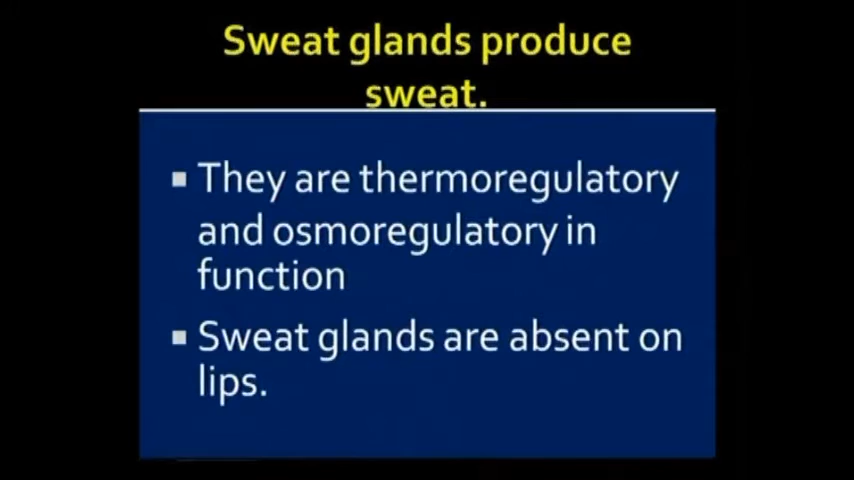 Sweat glands produce
sweat.
▪ They are thermoregulatory
and osmoregulatory in
function
▪ Sweat glands are absent on
lips.